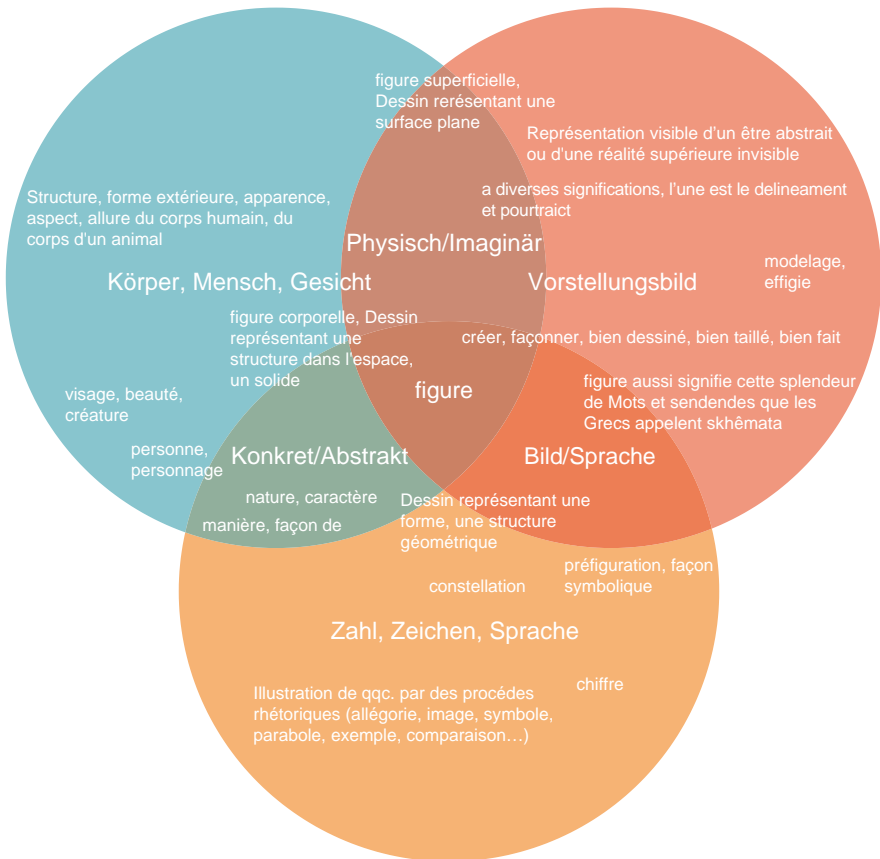 figure superficielle,
Dessin rerésentant une
surface plane
Représentation visible d'un être abstrait
ou d'une réalité supérieure invisible
Structure, forme extérieure, apparence,
aspect, allure du corps humain, du
corps d'un animal
a diverses significations, l'une est le delineament
et pourtraict
Physisch/Imaginär
Körper, Mensch, Gesicht
Vorstellungsbild
modelage,
effigie
figure corporelle, Dessin
représentant une
structure dans l'espace,
un solide
créer, façonner, bien dessiné, bien taillé, bien fait
figure
visage, beauté,
créature
figure aussi signifie cette splendeur
de Mots et sendendes que les
Grecs appelent skhêmata
personne,
personnage
Konkret/Abstrakt
Bild/Sprache
nature, caractère
manière, façon de
Dessin représentant une
forme, une structure
géométrique
constellation
préfiguration, façon
symbolique
Zahl, Zeichen, Sprache
chiffre
Illustration de qqc. par des procédes
rhétoriques (allégorie, image, symbole,
parabole, exemple, comparaison…)